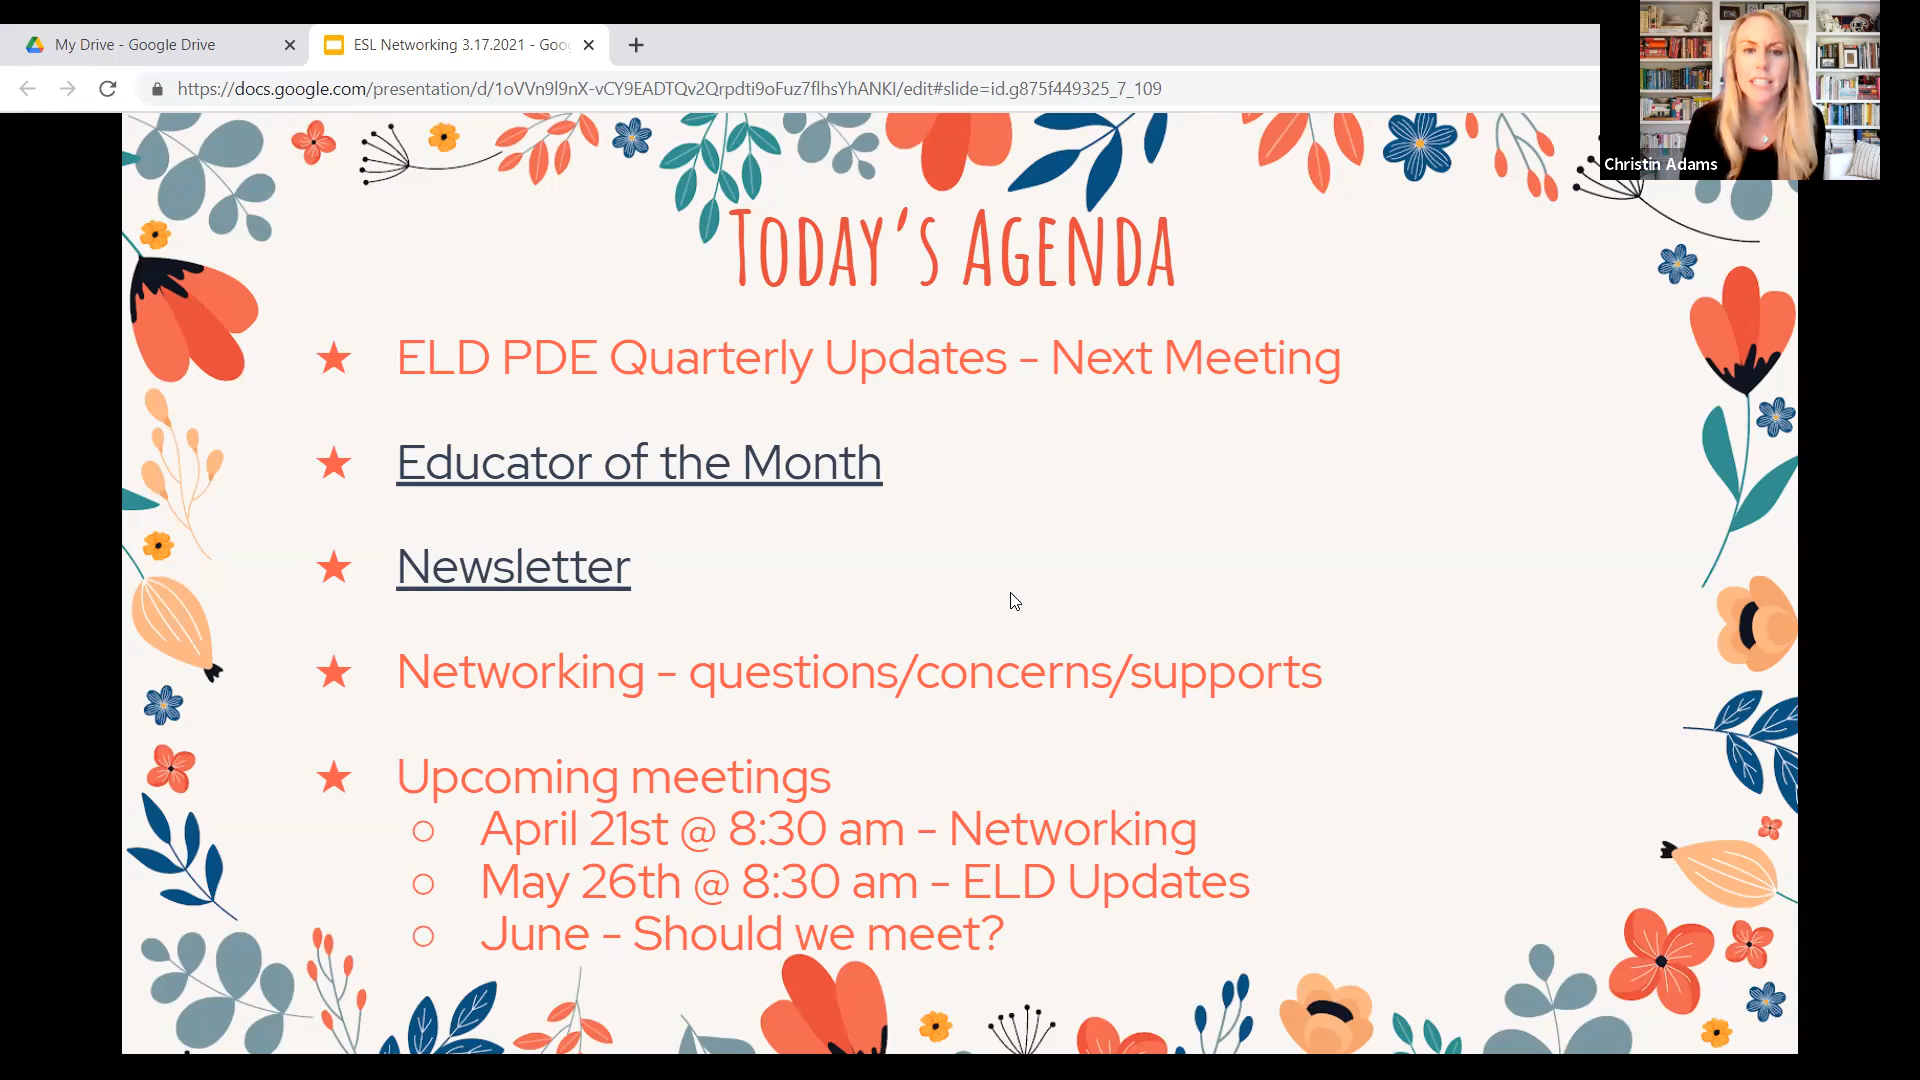 My Drive - Google Drive
ESL Networking 3.17.2021 - Goo
https://docs.google.com/presentation/d/1oVVn9l9nX-vCY9EADTQv2Qrpdti9oFuz7flhsYhANKI/edit#slide=id.g875f449325_7_109
Christin Adams
Today's Agenda
★ ELD PDE Quarterly Updates - Next Meeting
★ Educator of the Month
★ Newsletter
★ Networking - questions/concerns/supports
★ Upcoming meetings
○ April 21st @ 8:30 am - Networking
○ May 26th @ 8:30 am - ELD Updates
○ June - Should we meet?